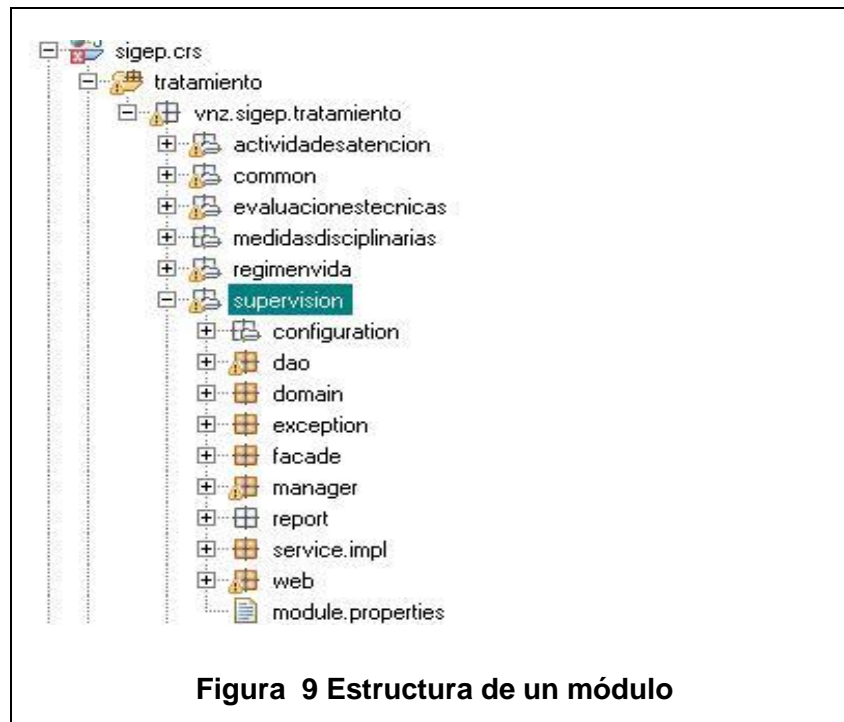 sigep.crs
tratamiento
vnz.sigep.tratamiento
actividadesatencion
common
evaluacionestecnicas
medidasdisciplinarias
regimenvida
supervision
configuration
dao
domain
exception
facade
manager
report
service.impl
web
module.properties
Figura 9 Estructura de un módulo